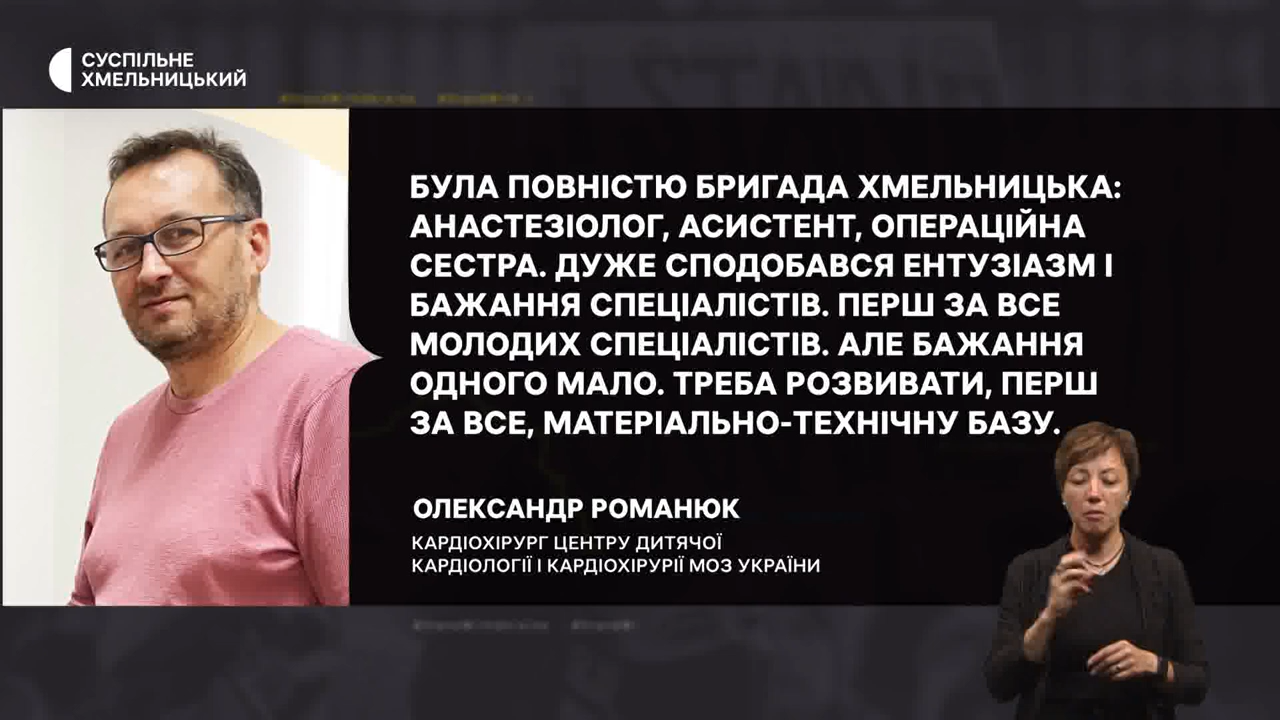 СУСПІЛЬНЕ
ХМЕЛЬНИЦЬКИЙ
БУЛА ПОВНІСТЮ БРИГАДА ХМЕЛЬНИЦЬКА:
АНАСТЕЗІОЛОГ, АСИСТЕНТ, ОПЕРАЦІЙНА
СЕСТРА. ДУЖЕ СПОДОБАВСЯ ЕНТУЗІАЗМ І
БАЖАННЯ СПЕЦІАЛІСТІВ. ПЕРШ ЗА ВСЕ
МОЛОДИХ СПЕЦІАЛІСТІВ. АЛЕ БАЖАННЯ
ОДНОГО МАЛО. ТРЕБА РОЗВИВАТИ, ПЕРШ
ЗА ВСЕ, МАТЕРІАЛЬНО-ТЕХНІЧНУ БАЗУ.
ОЛЕКСАНДР РОМАНЮК
КАРДІОХІРУРГ ЦЕНТРУ ДИТЯЧОЇ
КАРДІОЛОГІЇ І КАРДІОХІРУРІЇ МОЗ УКРАЇНИ